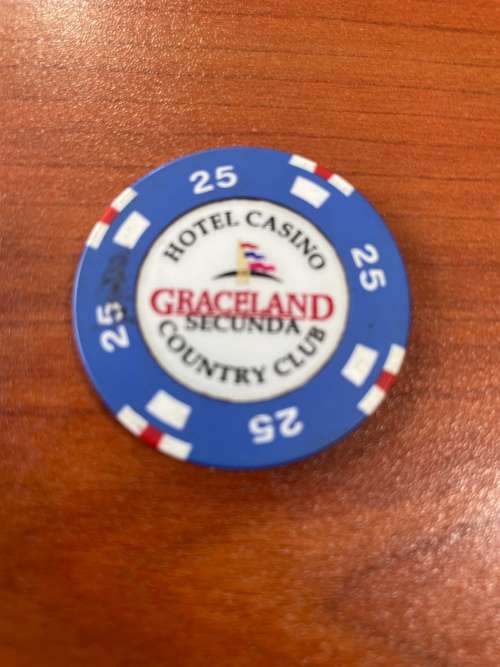 25
25
25
25
HOTEL CASINO
GRACELAND
SECUNDA
COUNTRY CLUB